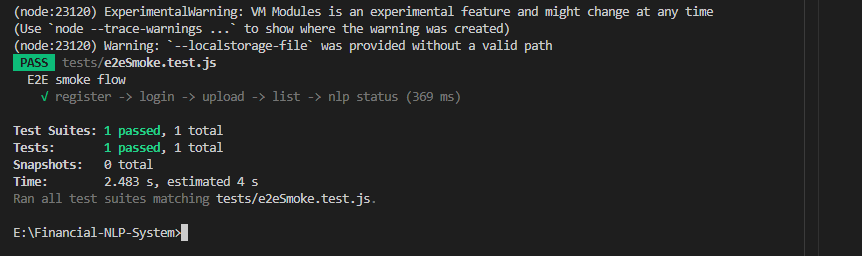 (node:23120) ExperimentalWarning: VM Modules is an experimental feature and might change at any time
(Use `node --trace-warnings ...` to show where the warning was created)
(node:23120) Warning: `--localstorage-file` was provided without a valid path
PASS tests/e2eSmoke.test.js
E2E smoke flow
√ register -> login -> upload -> list -> nlp status (369 ms)
Test Suites: 1 passed, 1 total
Tests: 1 passed, 1 total
Snapshots: 0 total
Time: 2.483 s, estimated 4 s
Ran all test suites matching tests/e2eSmoke.test.js.
E:\Financial-NLP-System>